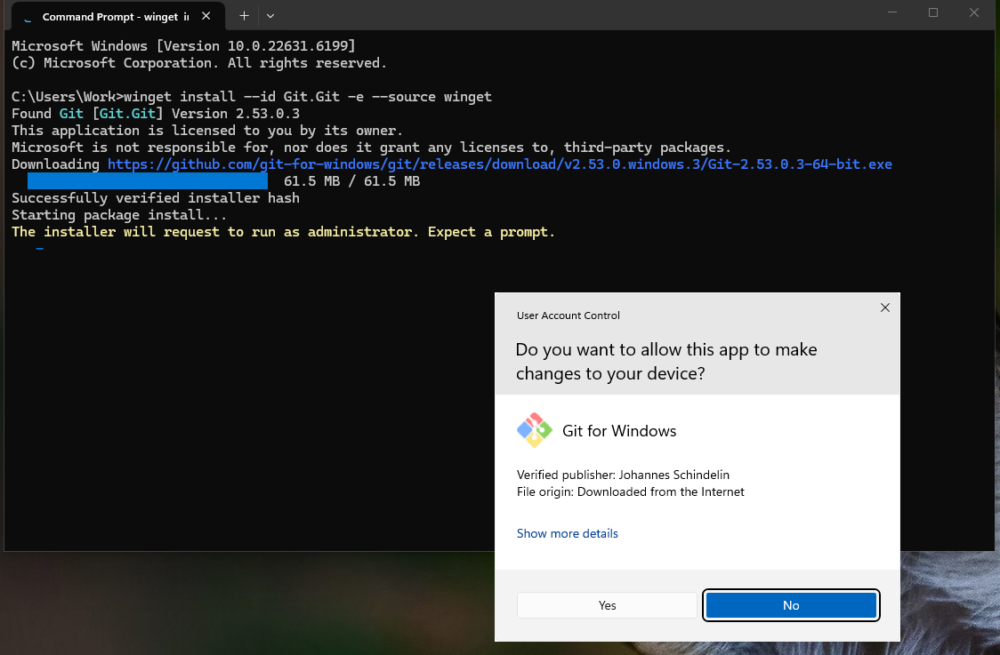 Command Prompt - winget in
Microsoft Windows [Version 10.0.22631.6199]
(c) Microsoft Corporation. All rights reserved.
C:\Users\Work>winget install --id Git.Git -e --source winget
Found Git [Git.Git] Version 2.53.0.3
This application is licensed to you by its owner.
Microsoft is not responsible for, nor does it grant any licenses to, third-party packages.
Downloading https://github.com/git-for-windows/git/releases/download/v2.53.0.windows.3/Git-2.53.0.3-64-bit.exe
61.5 MB / 61.5 MB
Successfully verified installer hash
Starting package install...
The installer will request to run as administrator. Expect a prompt.
User Account Control
Do you want to allow this app to make
changes to your device?
Git for Windows
Verified publisher: Johannes Schindelin
File origin: Downloaded from the Internet
Show more details
Yes
No